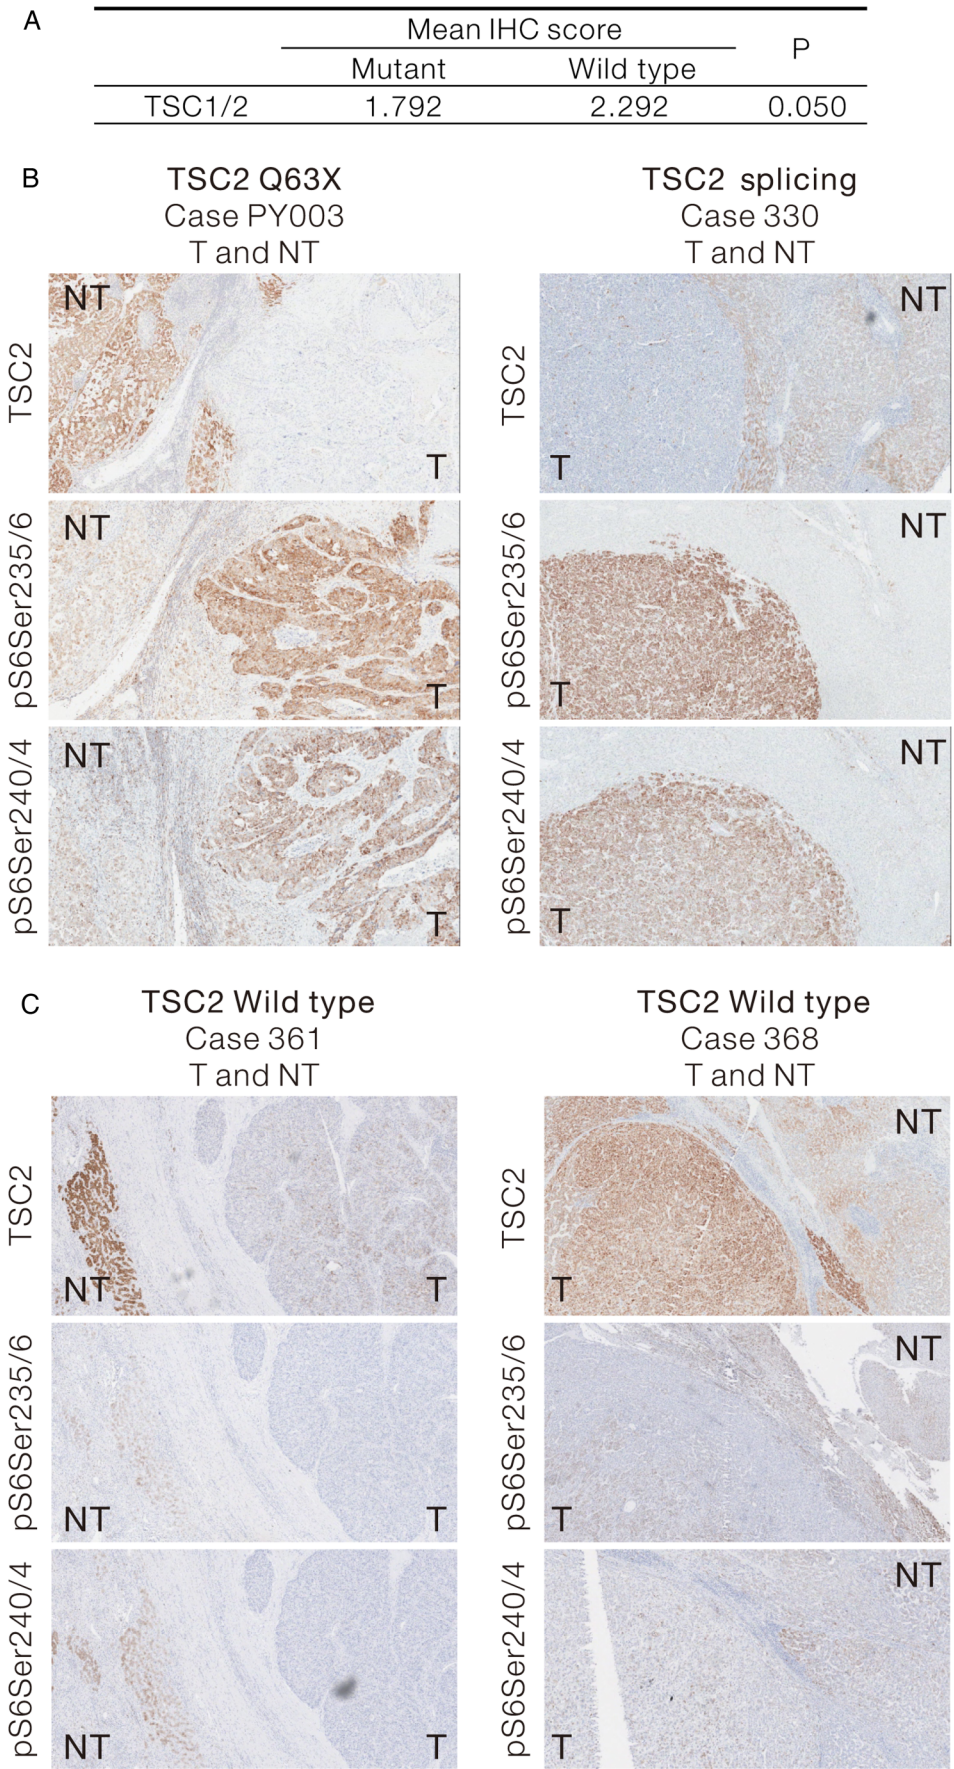 A
Mean IHC score
P
Mutant Wild type
TSC1/2 1.792 2.292 0.050
B
TSC2 Q63X
Case PY003
T and NT
TSC2 splicing
Case 330
T and NT
TSC2
NT
T
TSC2
NT
T
pS6Ser235/6
NT
T
pS6Ser235/6
NT
T
pS6Ser240/4
NT
T
pS6Ser240/4
NT
T
C
TSC2 Wild type
Case 361
T and NT
TSC2 Wild type
Case 368
T and NT
TSC2
NT
T
TSC2
NT
T
pS6Ser235/6
NT
T
pS6Ser235/6
NT
T
pS6Ser240/4
NT
T
pS6Ser240/4
NT
T